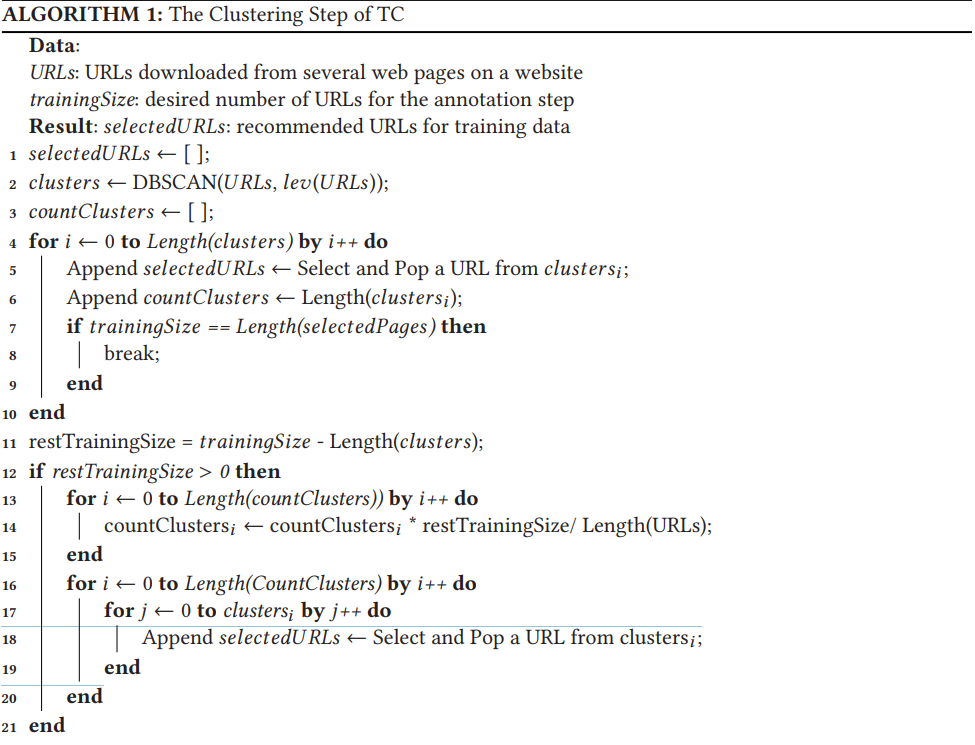 ALGORITHM 1: The Clustering Step of TC
Data:
URLs: URLs downloaded from several web pages on a website
trainingSize: desired number of URLs for the annotation step
Result: selectedURLs: recommended URLs for training data
1 selectedURLs ← [ ];
2 clusters ← DBSCAN(URLs, lev(URLs));
3 countClusters ← [ ];
4 for i ← 0 to Length(clusters) by i++ do
5 Append selectedURLs ← Select and Pop a URL from clustersᵢ;
6 Append countClusters ← Length(clustersᵢ);
7 if trainingSize == Length(selectedPages) then
8 break;
9 end
10 end
11 restTrainingSize = trainingSize - Length(clusters);
12 if restTrainingSize > 0 then
13 for i ← 0 to Length(countClusters)) by i++ do
14 countClustersᵢ ← countClustersᵢ * restTrainingSize/ Length(URLs);
15 end
16 for i ← 0 to Length(CountClusters) by i++ do
17 for j ← 0 to clustersᵢ by j++ do
18 Append selectedURLs ← Select and Pop a URL from clustersᵢ;
19 end
20 end
21 end